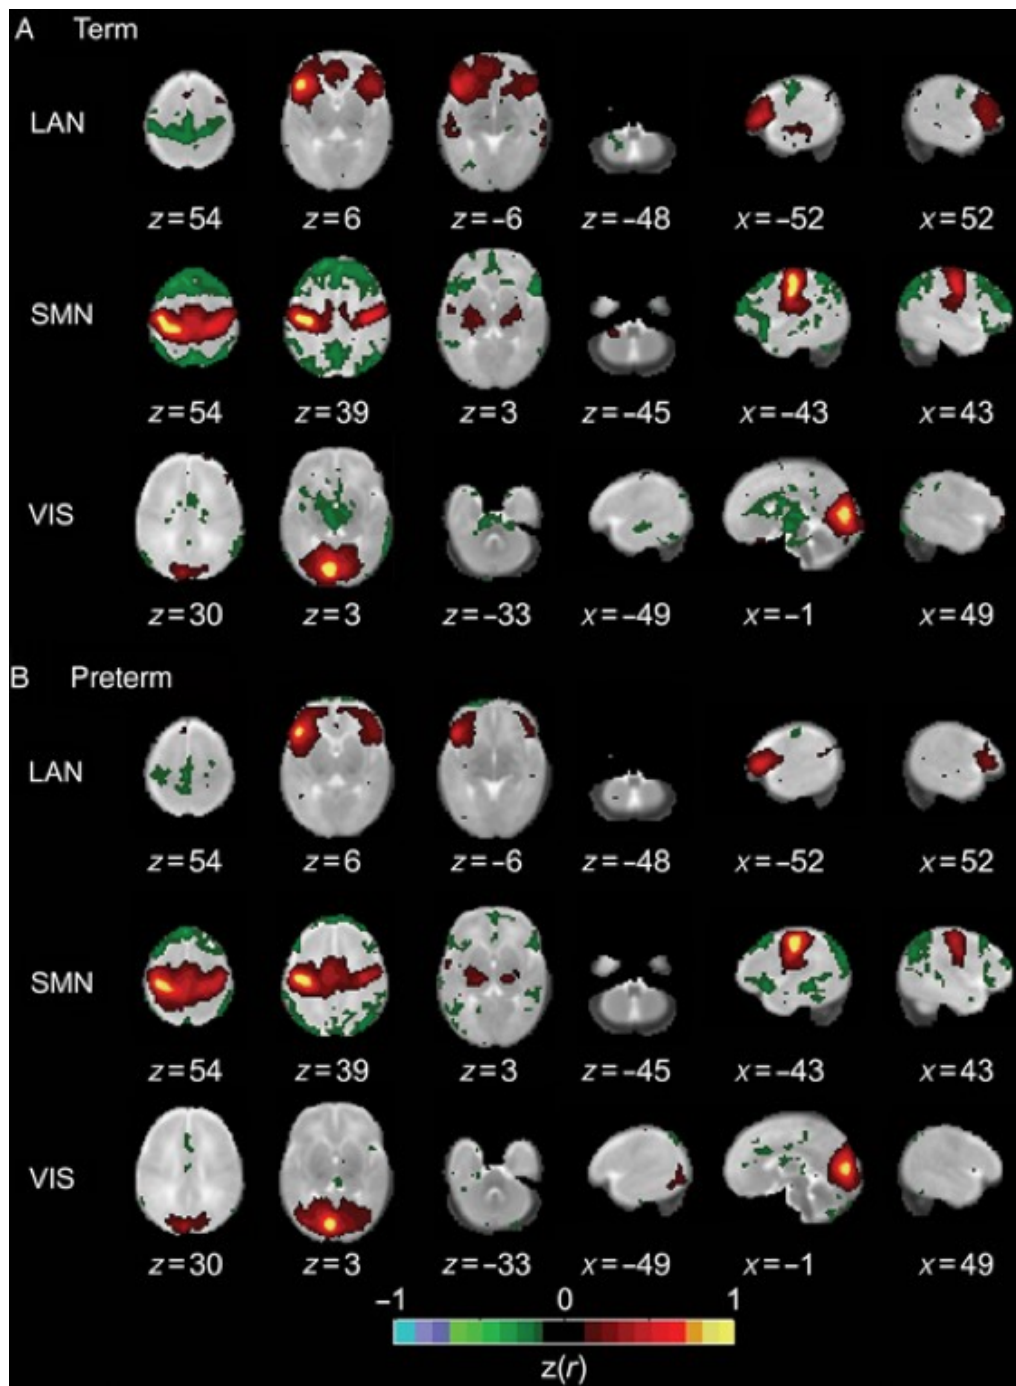 A Term
LAN
z=54 z=6 z=–6 z=–48 x=–52 x=52
SMN
z=54 z=39 z=3 z=–45 x=–43 x=43
VIS
z=30 z=3 z=–33 x=–49 x=–1 x=49
B Preterm
LAN
z=54 z=6 z=–6 z=–48 x=–52 x=52
SMN
z=54 z=39 z=3 z=–45 x=–43 x=43
VIS
z=30 z=3 z=–33 x=–49 x=–1 x=49
–1 0 1
z(r)